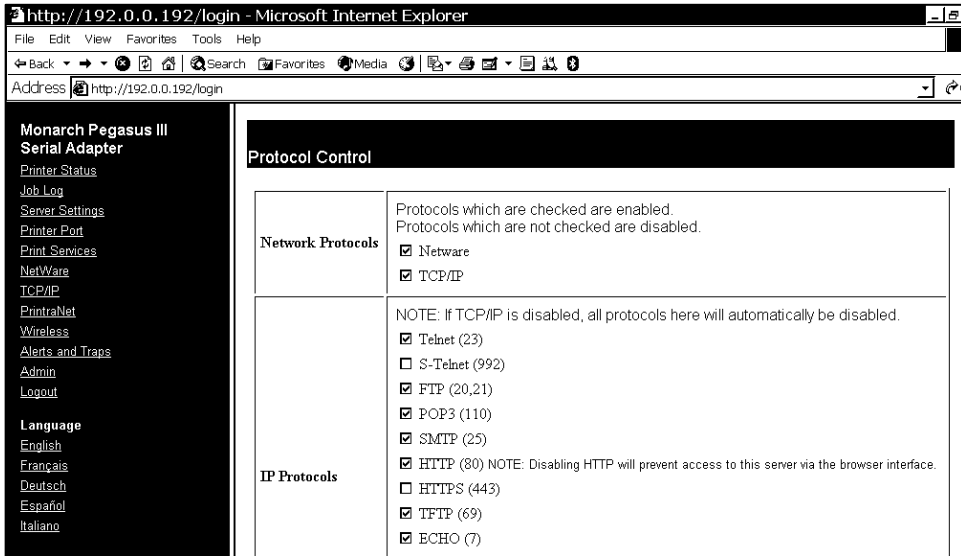 http://192.0.0.192/login - Microsoft Internet Explorer
File Edit View Favorites Tools Help
Back Search Favorites Media
Address http://192.0.0.192/login
Monarch Pegasus III
Serial Adapter
Printer Status
Job Log
Server Settings
Printer Port
Print Services
NetWare
TCP/IP
PrintraNet
Wireless
Alerts and Traps
Admin
Logout
Language
English
Français
Deutsch
Español
Italiano
Protocol Control
Network Protocols
Protocols which are checked are enabled.
Protocols which are not checked are disabled.
Netware
TCP/IP
IP Protocols
NOTE: If TCP/IP is disabled, all protocols here will automatically be disabled.
Telnet (23)
S-Telnet (992)
FTP (20,21)
POP3 (110)
SMTP (25)
HTTP (80) NOTE: Disabling HTTP will prevent access to this server via the browser interface.
HTTPS (443)
TFTP (69)
ECHO (7)